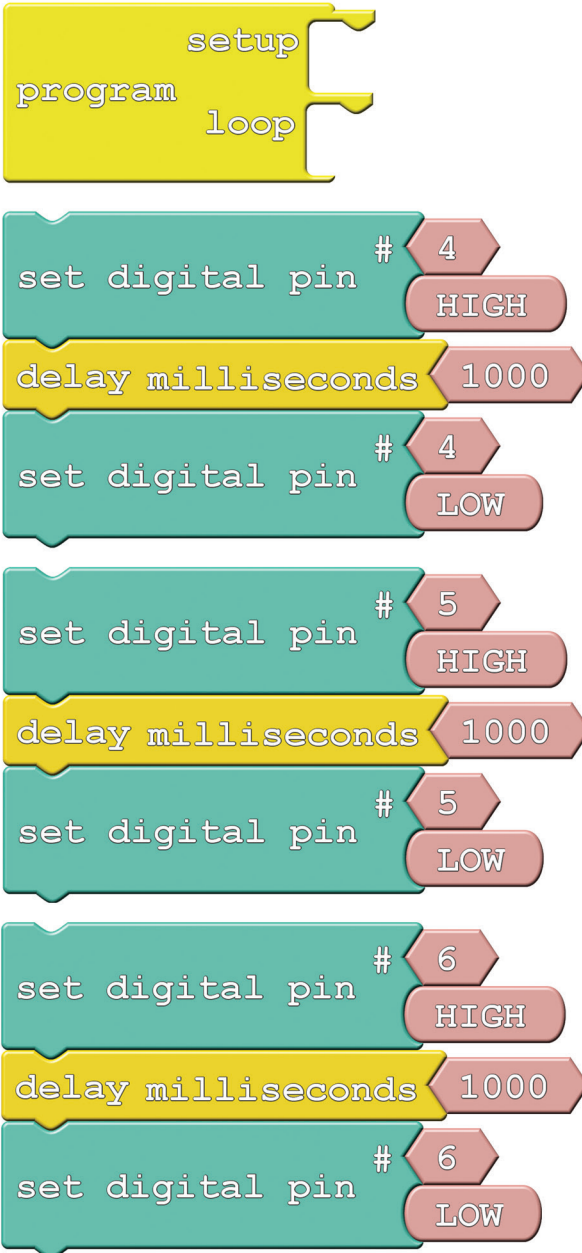 setup
program
loop
#4
HIGH
set digital pin
delay milliseconds 1000
#4
set digital pin
LOW
#5
HIGH
set digital pin
delay milliseconds 1000
#5
set digital pin
LOW
#6
set digital pin
HIGH
delay milliseconds 1000
#6
set digital pin
LOW